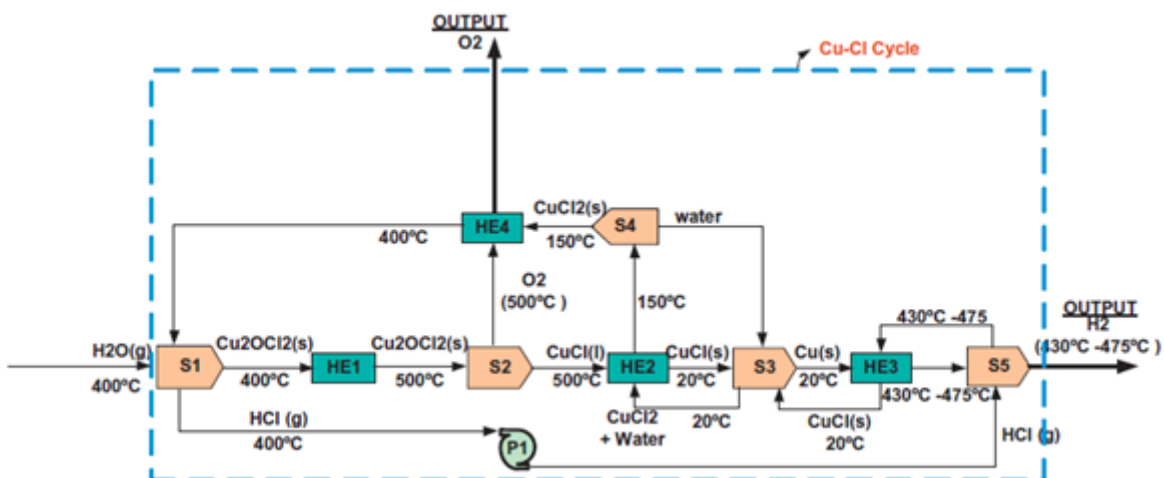 OUTPUT
O2
Cu-Cl Cycle
CuCl2(s)
S4
water
HE4
400ºC
150ºC
O2
(500ºC )
150ºC
430ºC -475
OUTPUT
H2
(430ºC -475ºC )
H2O(g)
400ºC
S1
Cu2OCl2(s)
400ºC
HE1
Cu2OCl2(s)
500ºC
S2
CuCl(l)
500ºC
HE2
CuCl(s)
20ºC
S3
Cu(s)
20ºC
HE3
430ºC -475ºC
S5
CuCl2
+ Water
20ºC
CuCl(s)
20ºC
HCl (g)
400ºC
P1
HCl (g)